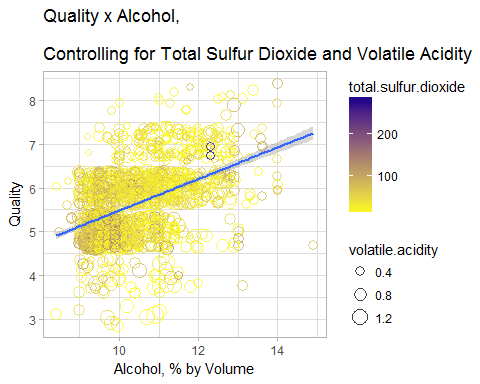 Quality x Alcohol,
Controlling for Total Sulfur Dioxide and Volatile Acidity
total.sulfur.dioxide
200
100
volatile.acidity
0.4
0.8
1.2
Quality
8
7
6
5
4
3
10
12
14
Alcohol, % by Volume